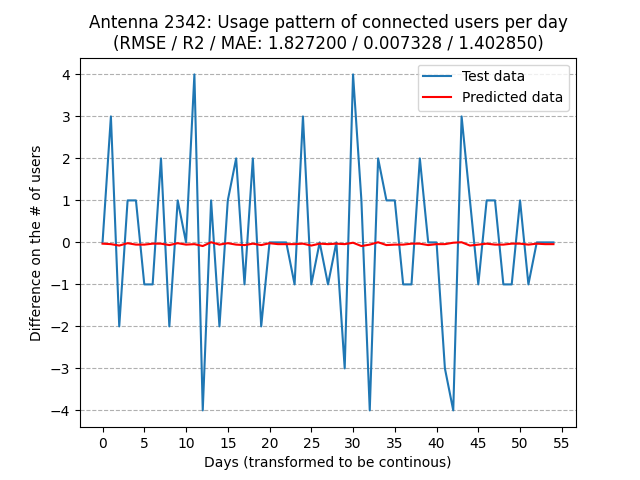 Antenna 2342: Usage pattern of connected users per day
(RMSE / R2 / MAE: 1.827200 / 0.007328 / 1.402850)
Test data
Predicted data
Difference on the # of users
4
3
2
1
0
−1
−2
−3
−4
0 5 10 15 20 25 30 35 40 45 50 55
Days (transformed to be continous)